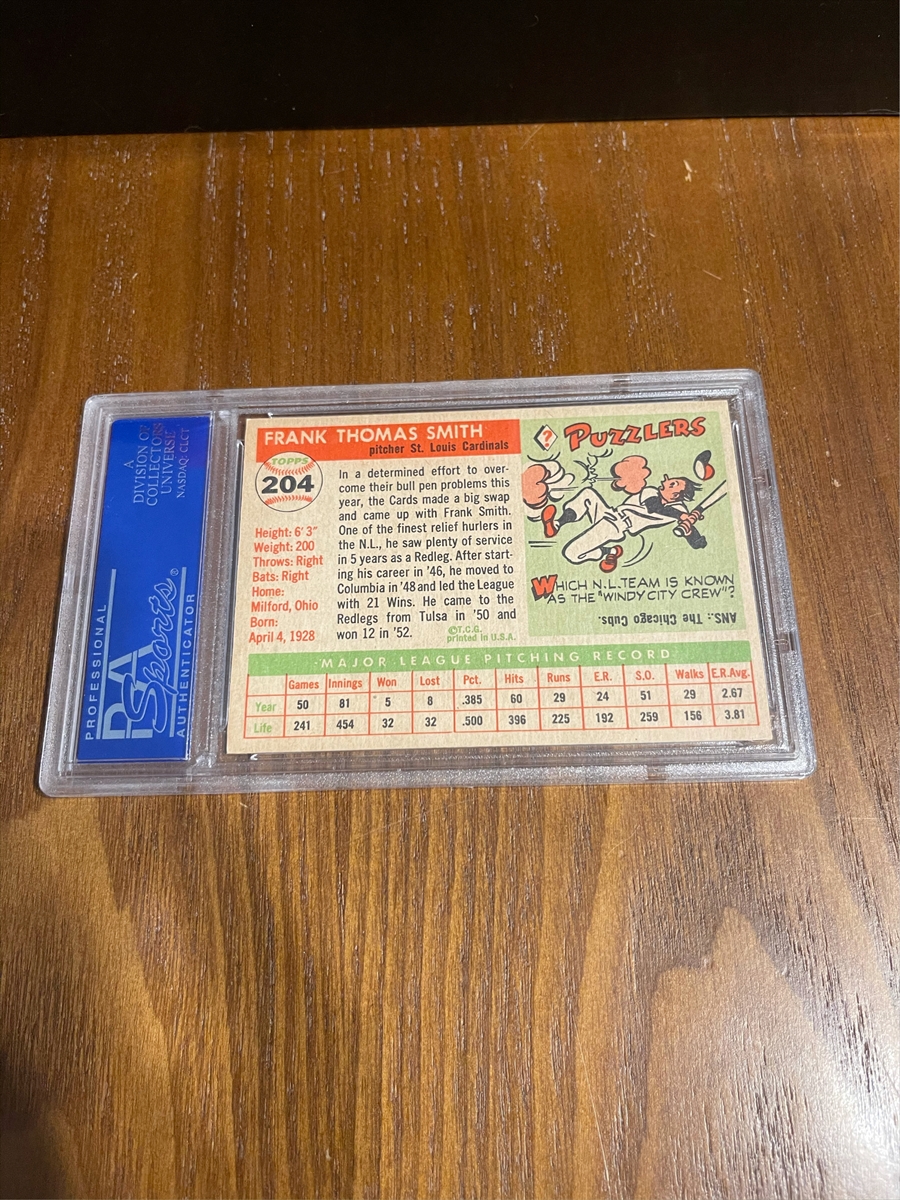 A
DIVISION OF
COLLECTORS
UNIVERSE
NASDAQ: CLCT
PROFESSIONAL
PSA
Sports®
AUTHENTICATOR
FRANK THOMAS SMITH
pitcher St. Louis Cardinals
TOPPS
204
Height: 6' 3"
Weight: 200
Throws: Right
Bats: Right
Home:
Milford, Ohio
Born:
April 4, 1928
In a determined effort to over-
come their bull pen problems this
year, the Cards made a big swap
and came up with Frank Smith.
One of the finest relief hurlers in
the N.L., he saw plenty of service
in 5 years as a Redleg. After start-
ing his career in '46, he moved to
Columbia in '48 and led the League
with 21 Wins. He came to the
Redlegs from Tulsa in '50 and
won 12 in '52.
©T.C.G.
printed in U.S.A.
?
PUZZLERS
WHICH N.L. TEAM IS KNOWN
AS THE "WINDY CITY CREW"?
ANS.: The Chicago Cubs.
MAJOR LEAGUE PITCHING RECORD
Games Innings Won Lost Pct. Hits Runs E.R. S.O. Walks E.R.Avg.
Year 50 81 5 8 .385 60 29 24 51 29 2.67
Life 241 454 32 32 .500 396 225 192 259 156 3.81